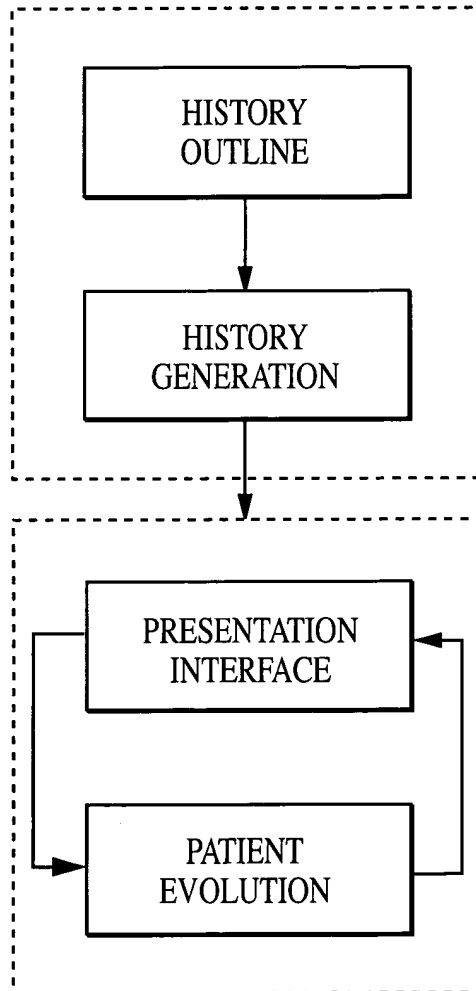 HISTORY
OUTLINE
HISTORY
GENERATION
PRESENTATION
INTERFACE
PATIENT
EVOLUTION